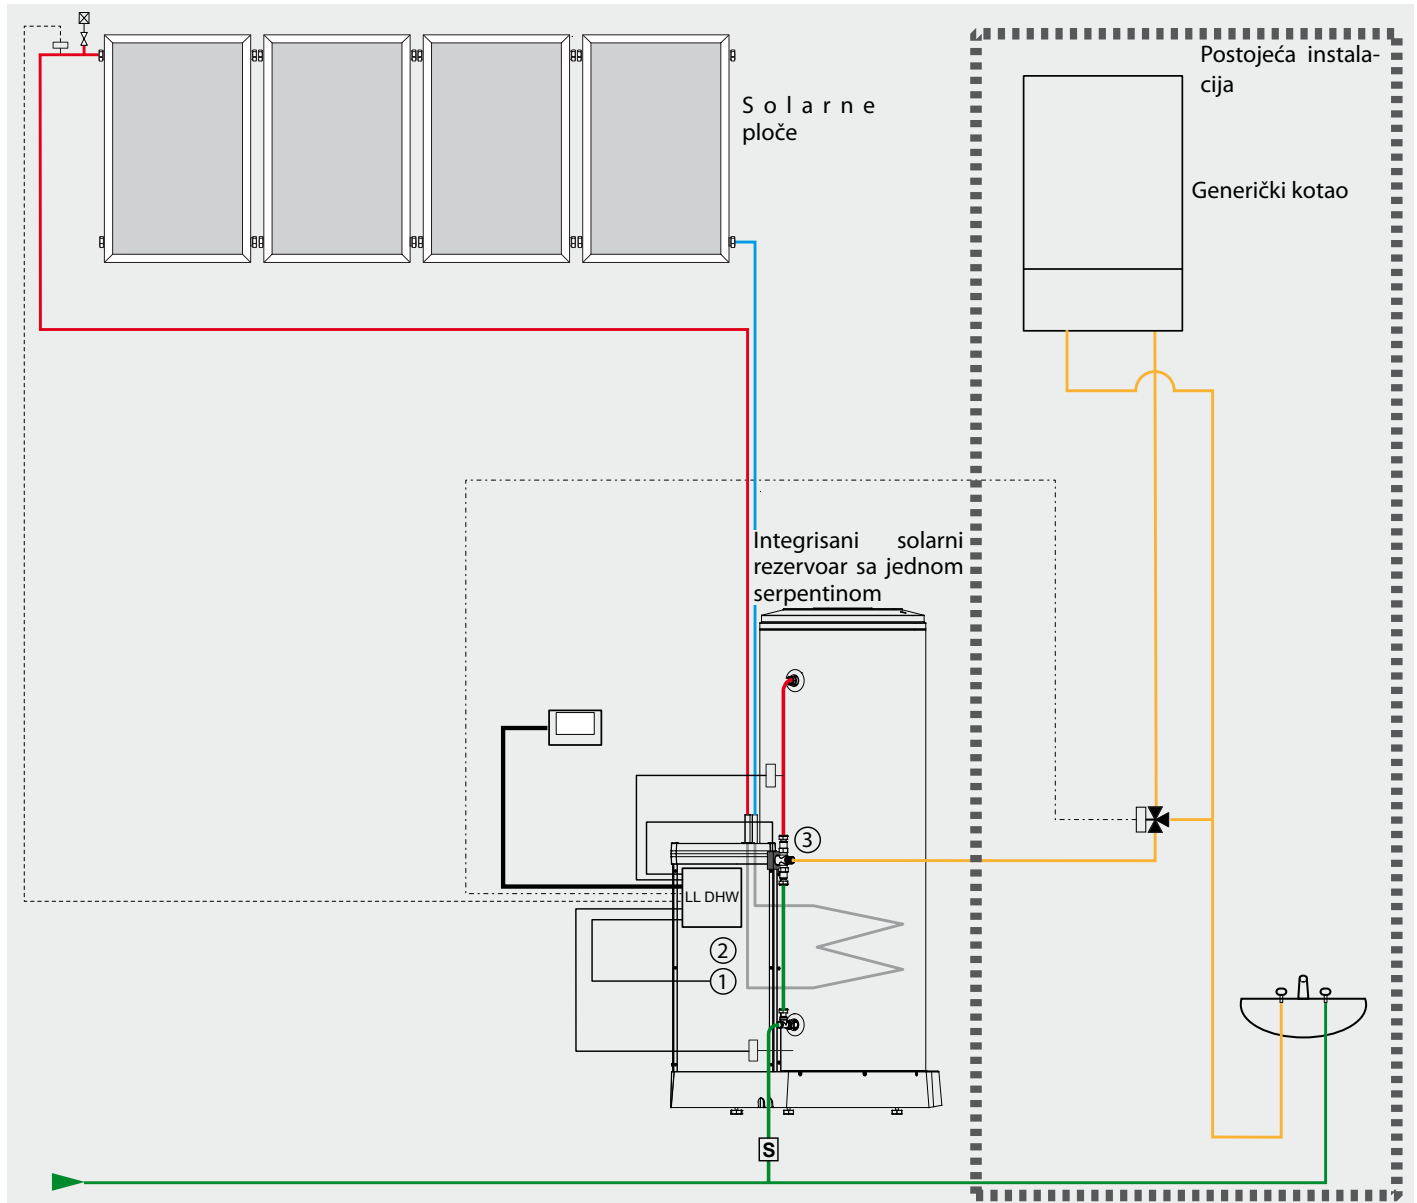 Postojeća instala-
cija
Solarne
ploče
Generički kotao
Integrisani solarni
rezervoar sa jednom
serpentinom
3
LL DHW
2
1
S